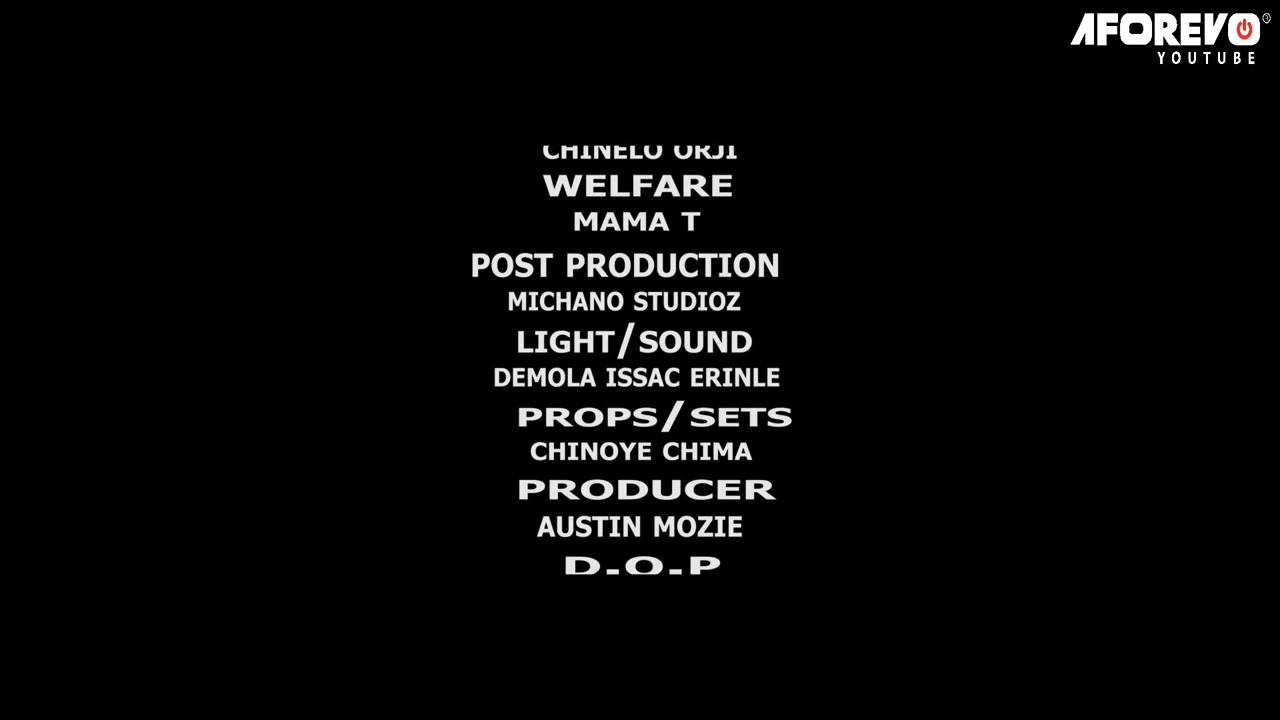 AFOREVO
YOUTUBE
CHINELO ORJI
WELFARE
MAMA T
POST PRODUCTION
MICHANO STUDIOZ
LIGHT/SOUND
DEMOLA ISSAC ERINLE
PROPS/SETS
CHINOYE CHIMA
PRODUCER
AUSTIN MOZIE
D.O.P